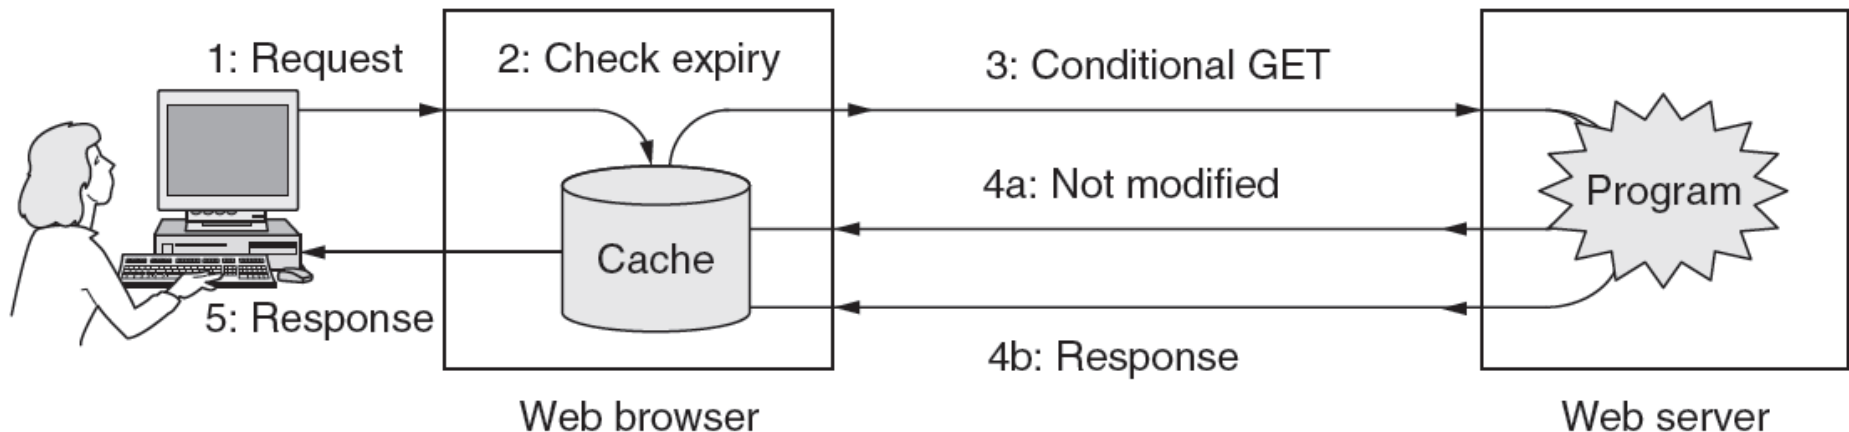 1: Request
2: Check expiry
3: Conditional GET
4a: Not modified
Program
Cache
5: Response
4b: Response
Web browser
Web server